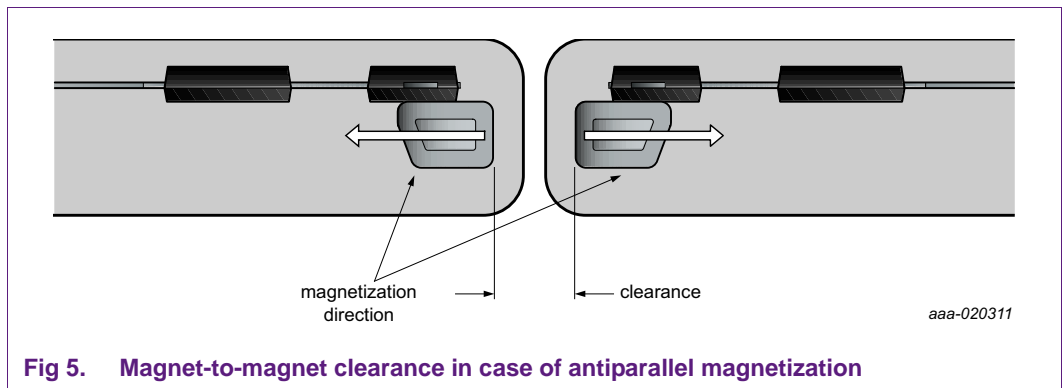 magnetization
direction
clearance
aaa-020311
Fig 5. Magnet-to-magnet clearance in case of antiparallel magnetization